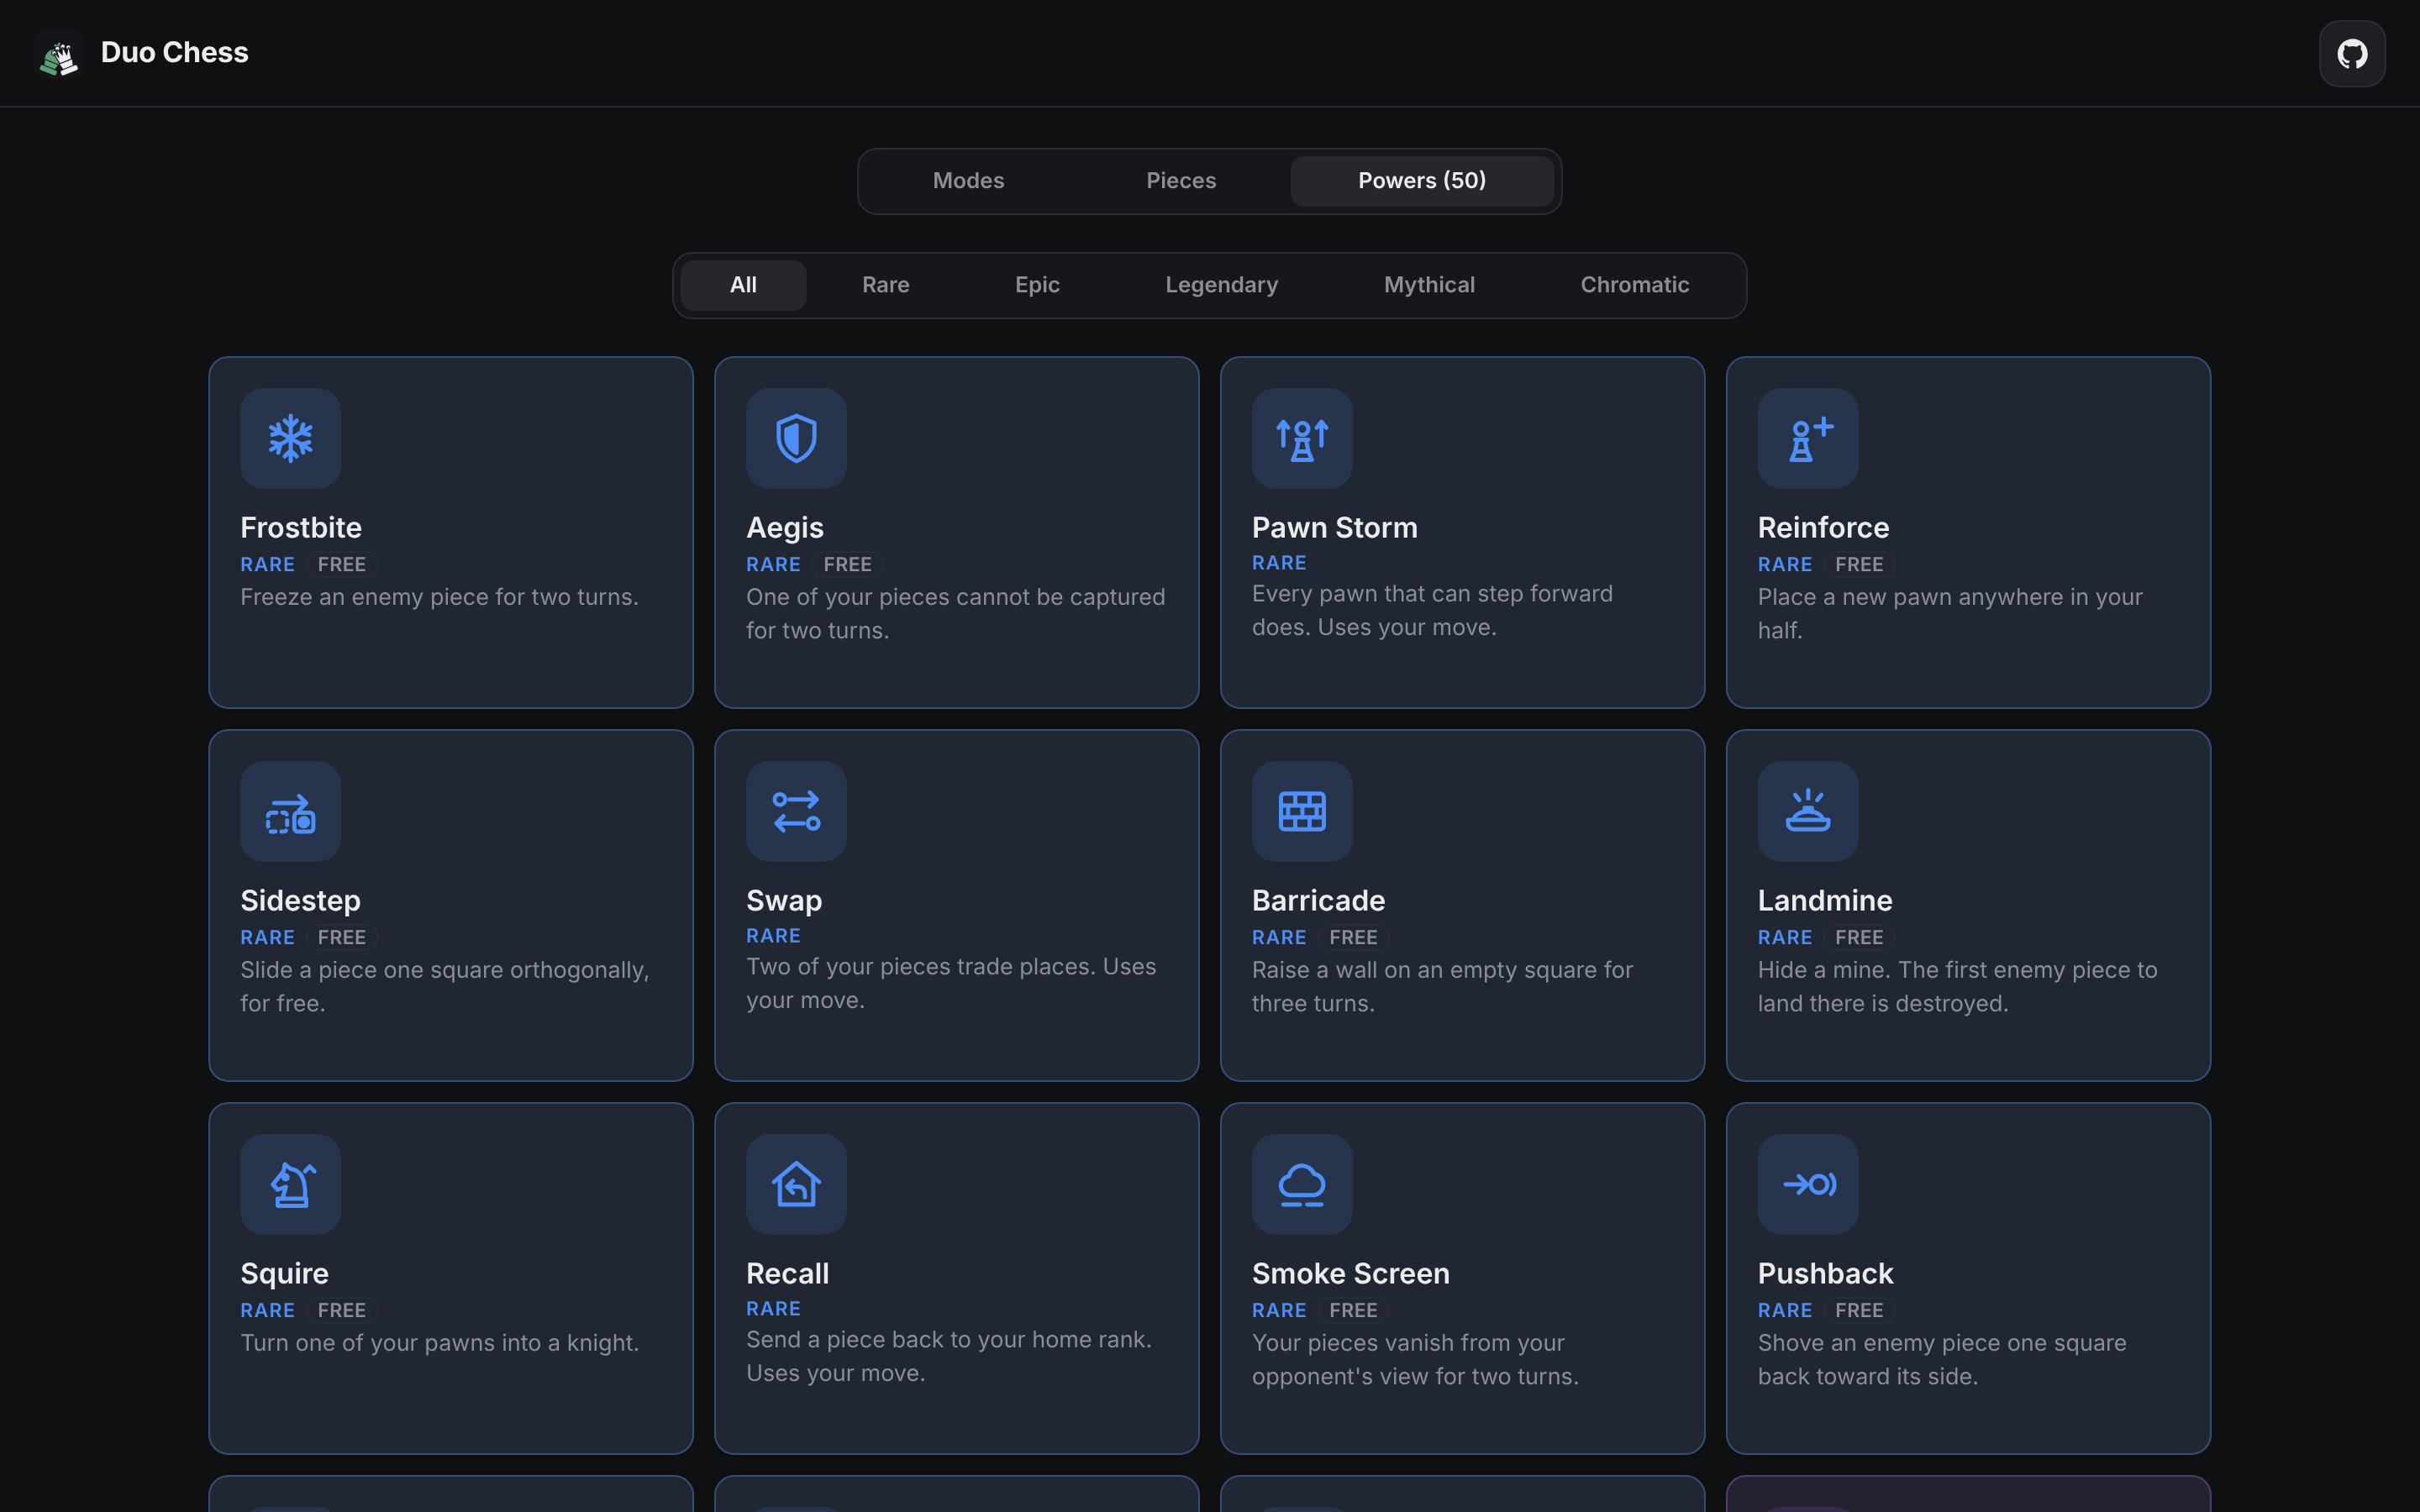 Duo Chess
Modes Pieces Powers (50)
All Rare Epic Legendary Mythical Chromatic
Frostbite
RARE FREE
Freeze an enemy piece for two turns.
Aegis
RARE FREE
One of your pieces cannot be captured
for two turns.
Pawn Storm
RARE
Every pawn that can step forward
does. Uses your move.
Reinforce
RARE FREE
Place a new pawn anywhere in your
half.
Sidestep
RARE FREE
Slide a piece one square orthogonally,
for free.
Swap
RARE
Two of your pieces trade places. Uses
your move.
Barricade
RARE FREE
Raise a wall on an empty square for
three turns.
Landmine
RARE FREE
Hide a mine. The first enemy piece to
land there is destroyed.
Squire
RARE FREE
Turn one of your pawns into a knight.
Recall
RARE
Send a piece back to your home rank.
Uses your move.
Smoke Screen
RARE FREE
Your pieces vanish from your
opponent's view for two turns.
Pushback
RARE FREE
Shove an enemy piece one square
back toward its side.